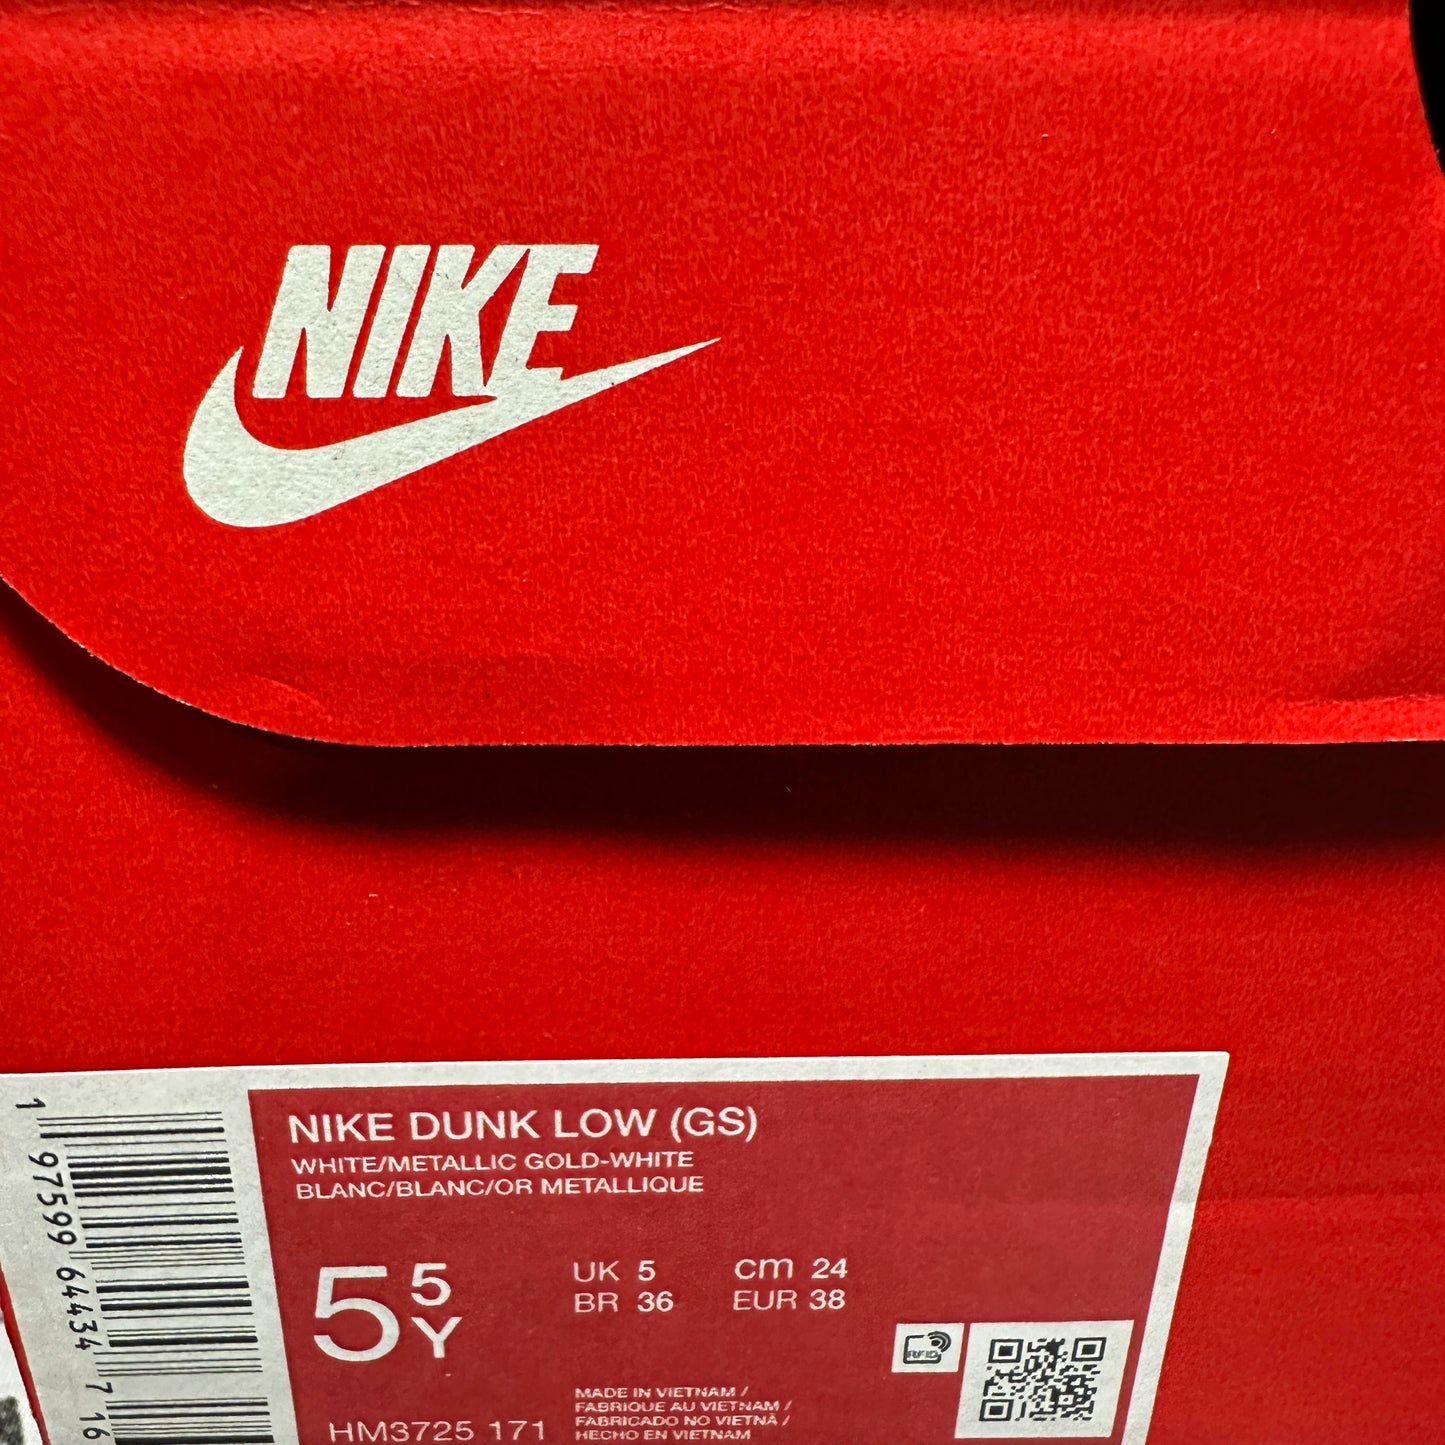 NIKE
NIKE DUNK LOW (GS)
WHITE/METALLIC GOLD-WHITE
BLANC/BLANC/OR METALLIQUE
5 5Y
UK 5
BR 36
cm 24
EUR 38
RFID
HM3725 171
MADE IN VIETNAM /
FABRIQUE AU VIETNAM /
FABRICADO NO VIETNÃ /
HECHO EN VIETNAM
1 97599 64434 7 16